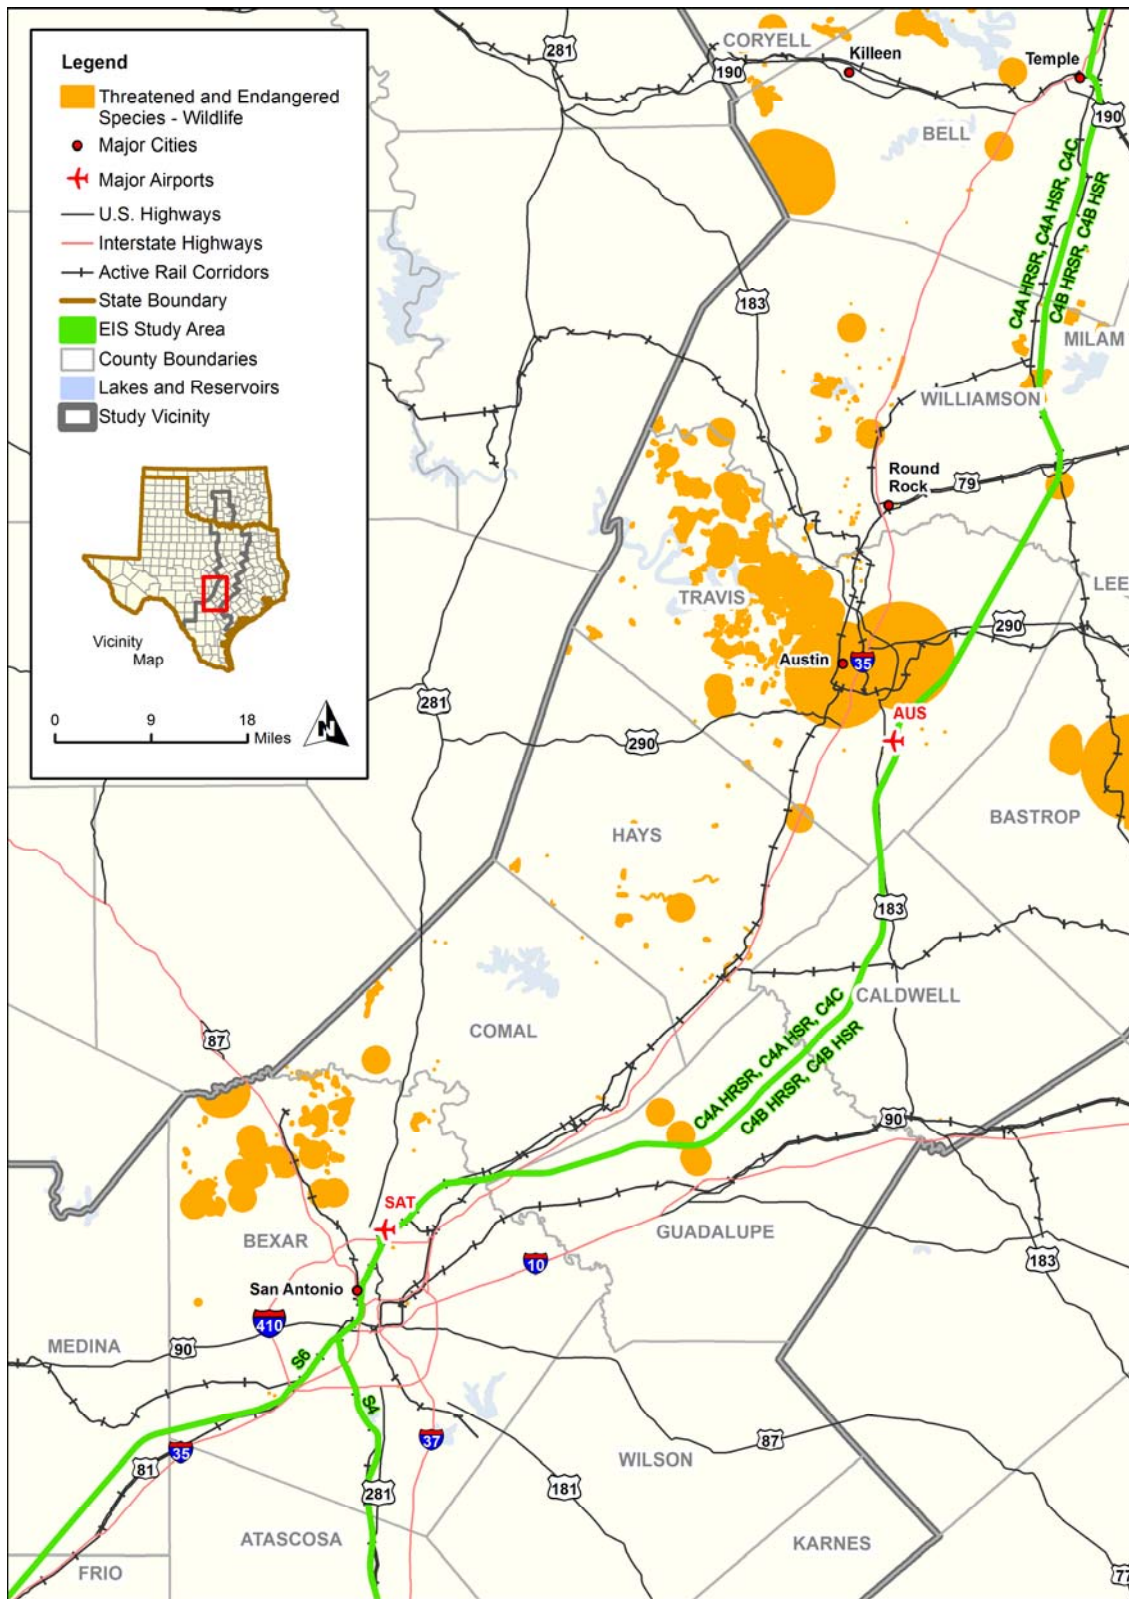 Legend
Threatened and Endangered
Species - Wildlife
Major Cities
Major Airports
U.S. Highways
Interstate Highways
Active Rail Corridors
State Boundary
EIS Study Area
County Boundaries
Lakes and Reservoirs
Study Vicinity
Vicinity
Map
0 9 18
Miles
N
281
CORYELL
Killeen
Temple
190
190
BELL
C4A HRSR, C4A HSR, C4C
C4B HRSR, C4B HSR
183
MILAM
WILLIAMSON
Round
Rock
79
LEE
TRAVIS
290
Austin
35
281
AUS
290
BASTROP
HAYS
183
CALDWELL
COMAL
87
C4A HRSR, C4A HSR, C4C
C4B HRSR, C4B HSR
90
SAT
BEXAR
GUADALUPE
183
10
San Antonio
410
MEDINA
90
S6
S4
37
87
35
WILSON
81
281
181
ATASCOSA
KARNES
FRIO
77